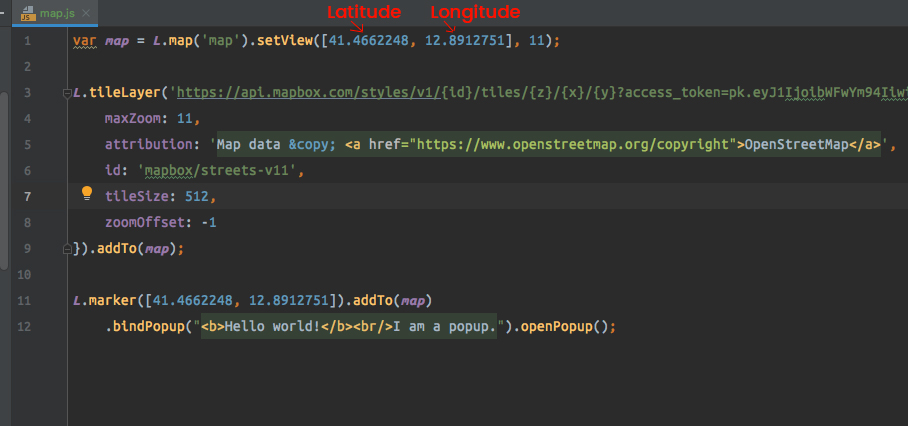 map.js
Latitude Longitude
1 var map = L.map('map').setView([41.4662248, 12.8912751], 11);
2
3 L.tileLayer('https://api.mapbox.com/styles/v1/{id}/tiles/{z}/{x}/{y}?access_token=pk.eyJ1IjoibWFwYm94Iiwi
4 maxZoom: 11,
5 attribution: 'Map data &copy; <a href="https://www.openstreetmap.org/copyright">OpenStreetMap</a>',
6 id: 'mapbox/streets-v11',
7 tileSize: 512,
8 zoomOffset: -1
9 }).addTo(map);
10
11 L.marker([41.4662248, 12.8912751]).addTo(map)
12 .bindPopup("<b>Hello world!</b><br/>I am a popup.").openPopup();